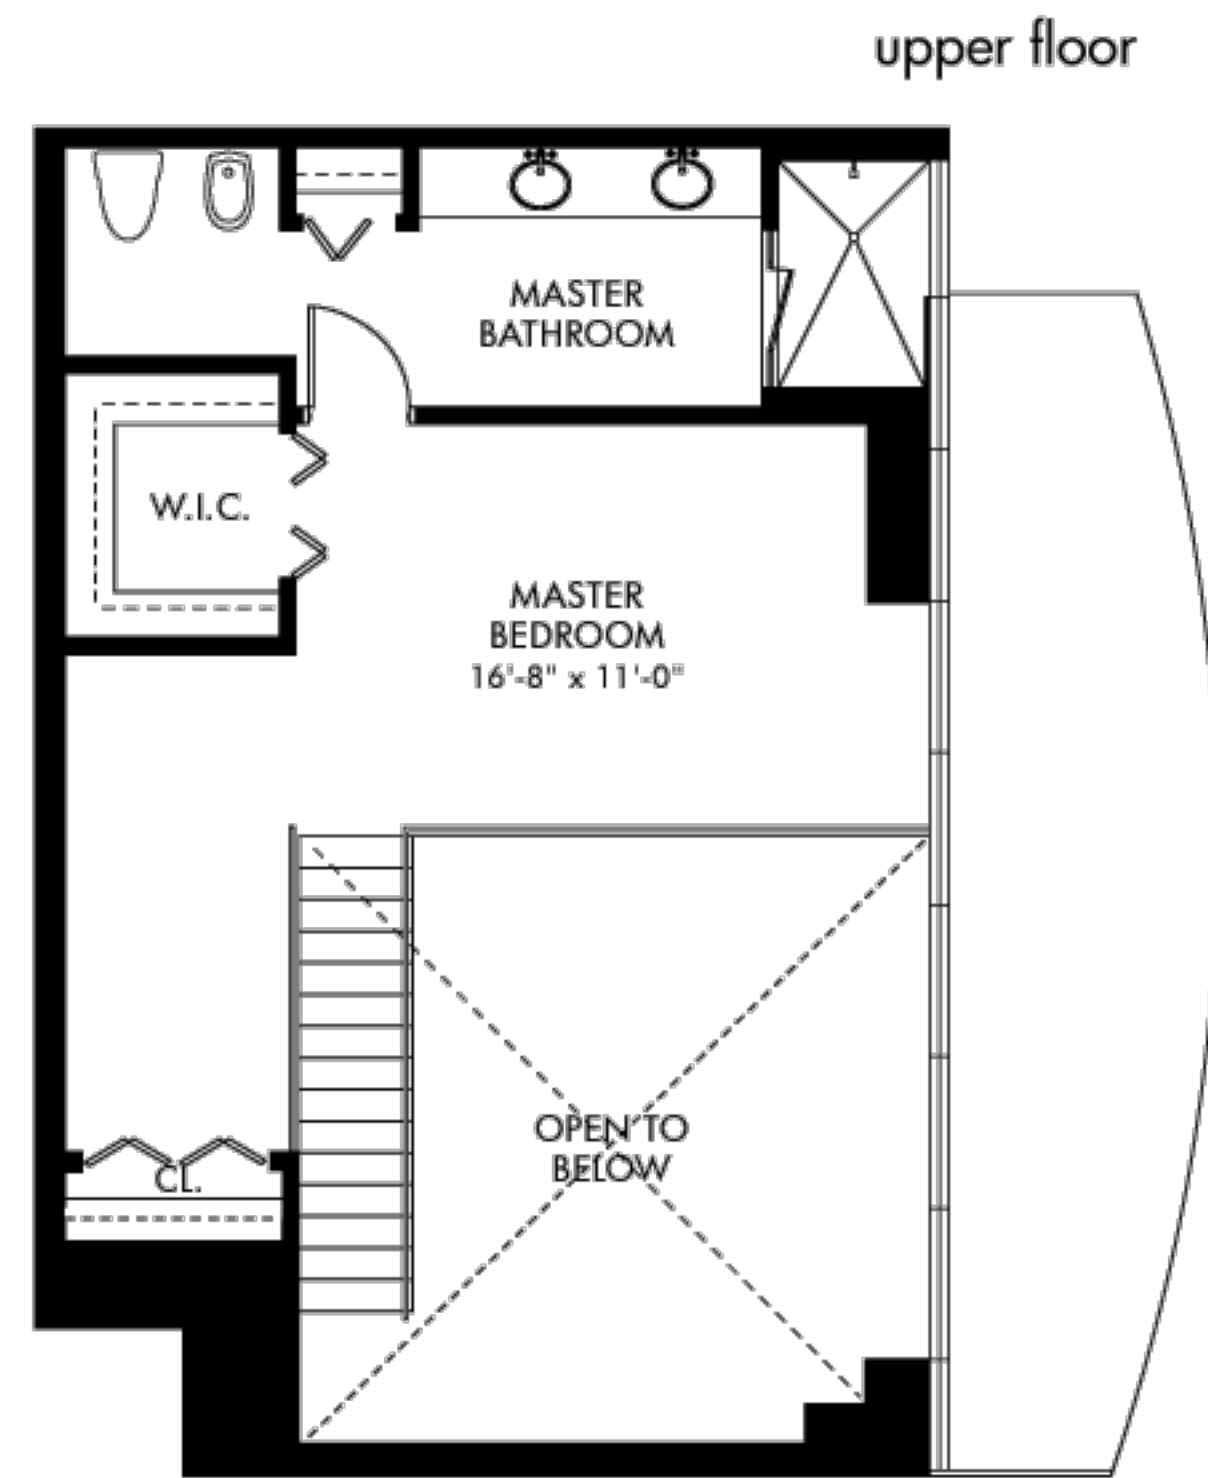 upper floor
MASTER
BATHROOM
W.I.C.
MASTER
BEDROOM
16'-8" x 11'-0"
OPEN TO
BELOW
CL.